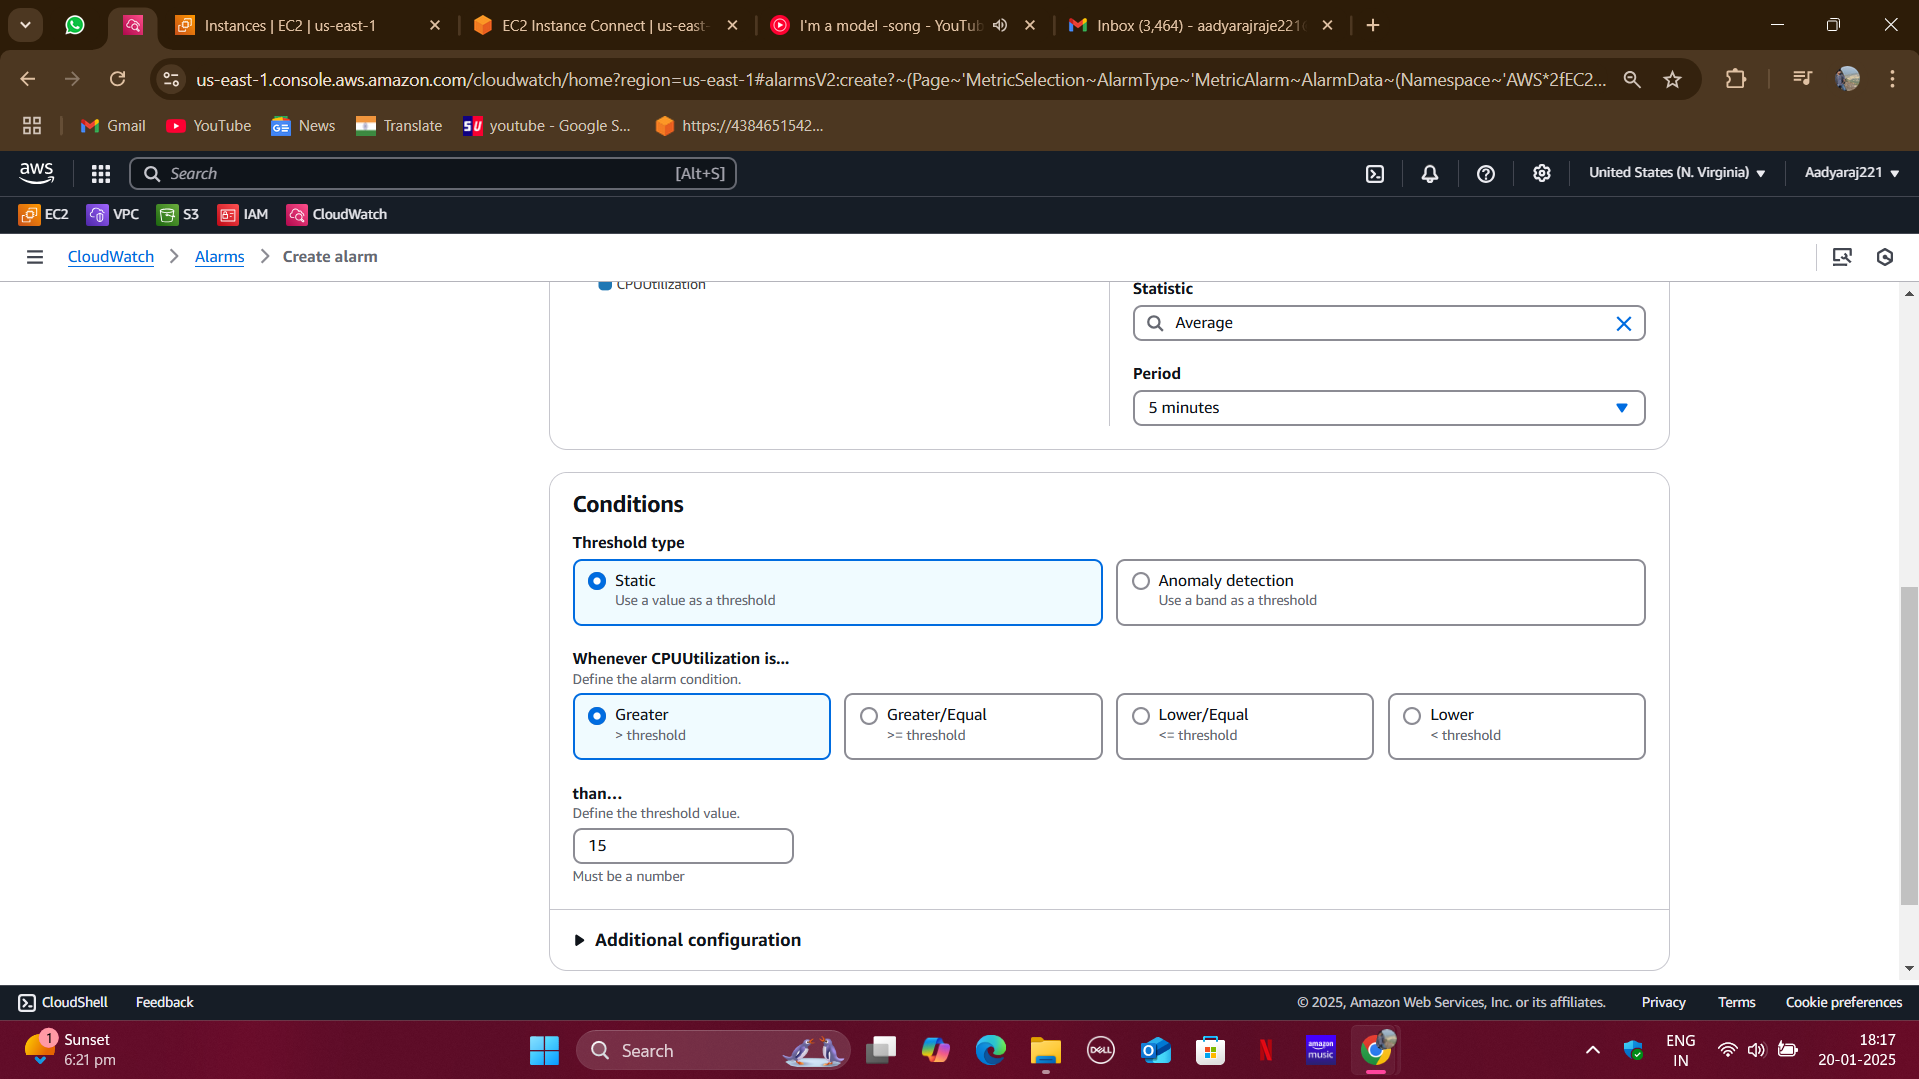 Instances | EC2 | us-east-1
EC2 Instance Connect | us-east-
I'm a model -song - YouTub
Inbox (3,464) - aadyarajraje221
us-east-1.console.aws.amazon.com/cloudwatch/home?region=us-east-1#alarmsV2:create?~(Page~'MetricSelection~AlarmType~'MetricAlarm~AlarmData~(Namespace~'AWS*2fEC2...
Gmail
YouTube
News
Translate
youtube - Google S...
https://4384651542...
aws
Search
[Alt+S]
United States (N. Virginia)
Aadyaraj221
EC2
VPC
S3
IAM
CloudWatch
CloudWatch
Alarms
Create alarm
CPUUtilization
Statistic
Average
Period
5 minutes
Conditions
Threshold type
Static
Use a value as a threshold
Anomaly detection
Use a band as a threshold
Whenever CPUUtilization is...
Define the alarm condition.
Greater
> threshold
Greater/Equal
>= threshold
Lower/Equal
<= threshold
Lower
< threshold
than...
Define the threshold value.
15
Must be a number
Additional configuration
CloudShell
Feedback
© 2025, Amazon Web Services, Inc. or its affiliates.
Privacy
Terms
Cookie preferences
1
Sunset
6:21 pm
Search
DELL
amazon
music
ENG
IN
18:17
20-01-2025